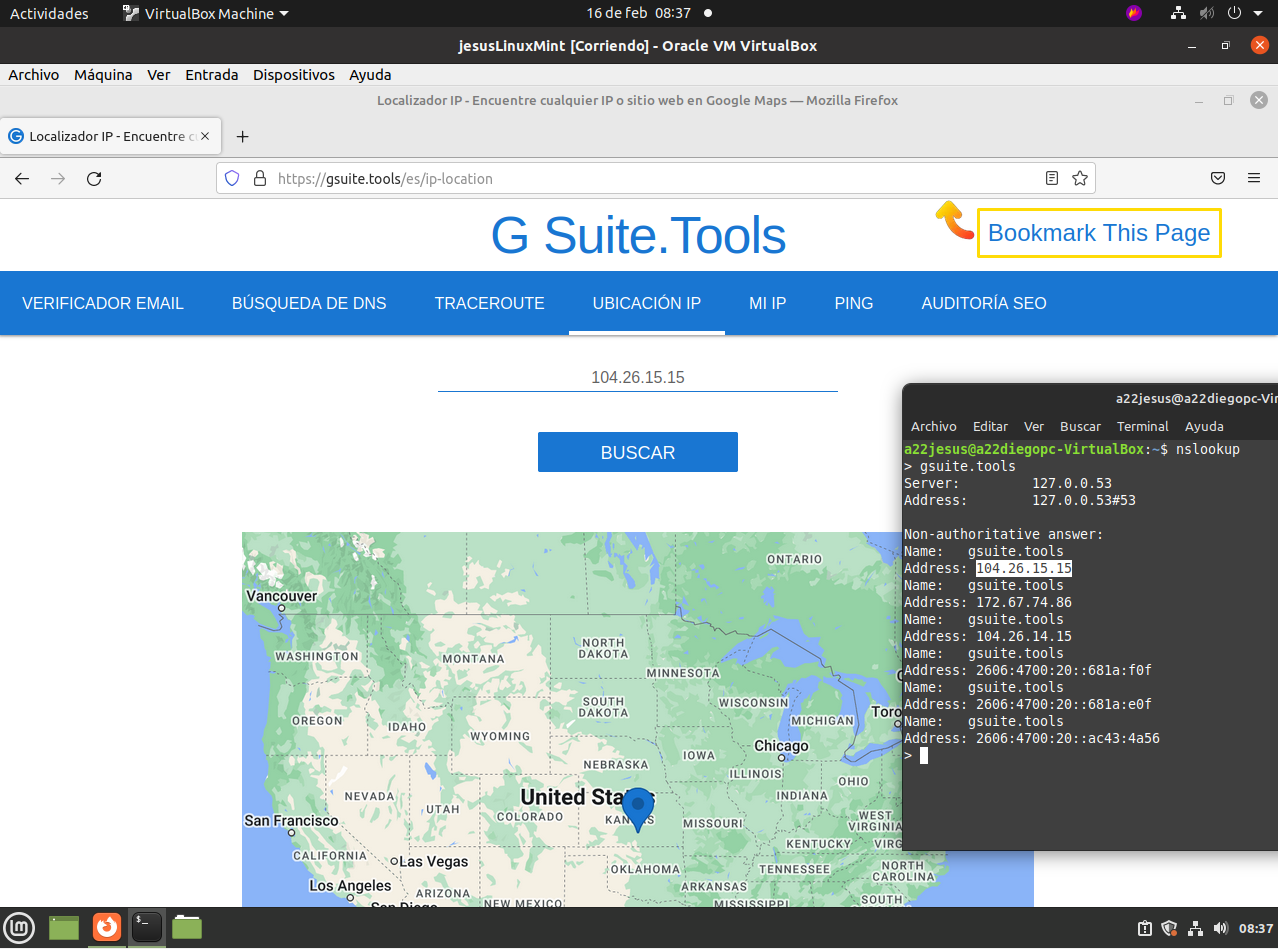 Actividades VirtualBox Machine 16 de feb 08:37
jesusLinuxMint [Corriendo] - Oracle VM VirtualBox
Archivo Máquina Ver Entrada Dispositivos Ayuda
Localizador IP - Encuentre cualquier IP o sitio web en Google Maps — Mozilla Firefox
Localizador IP - Encuentre c
https://gsuite.tools/es/ip-location
G Suite.Tools
Bookmark This Page
VERIFICADOR EMAIL BÚSQUEDA DE DNS TRACEROUTE UBICACIÓN IP MI IP PING AUDITORÍA SEO
104.26.15.15
BUSCAR
ONTARIO
Vancouver
WASHINGTON
MONTANA
NORTH
DAKOTA
MINNESOTA
OREGON
IDAHO
SOUTH
DAKOTA
WISCONSIN
MICHIGAN
Toro
WYOMING
Chicago
IOWA
NEBRASKA
ILLINOIS
OHIO
INDIANA
NEVADA
UTAH
United States
COLORADO
KANSAS
MISSOURI
WEST
VIRGINIA
San Francisco
KENTUCKY
VIRG
CALIFORNIA
Las Vegas
OKLAHOMA
TENNESSEE
NORTH
CAROLINA
Los Angeles
ARIZONA
ARKANSAS
NEW MEXICO
MISSISSIPPI
SOUTH
San Diego
a22jesus@a22diegopc-Vir
Archivo Editar Ver Buscar Terminal Ayuda
a22jesus@a22diegopc-VirtualBox:~$ nslookup
> gsuite.tools
Server: 127.0.0.53
Address: 127.0.0.53#53
Non-authoritative answer:
Name: gsuite.tools
Address: 104.26.15.15
Name: gsuite.tools
Address: 172.67.74.86
Name: gsuite.tools
Address: 104.26.14.15
Name: gsuite.tools
Address: 2606:4700:20::681a:f0f
Name: gsuite.tools
Address: 2606:4700:20::681a:e0f
Name: gsuite.tools
Address: 2606:4700:20::ac43:4a56
>
08:37